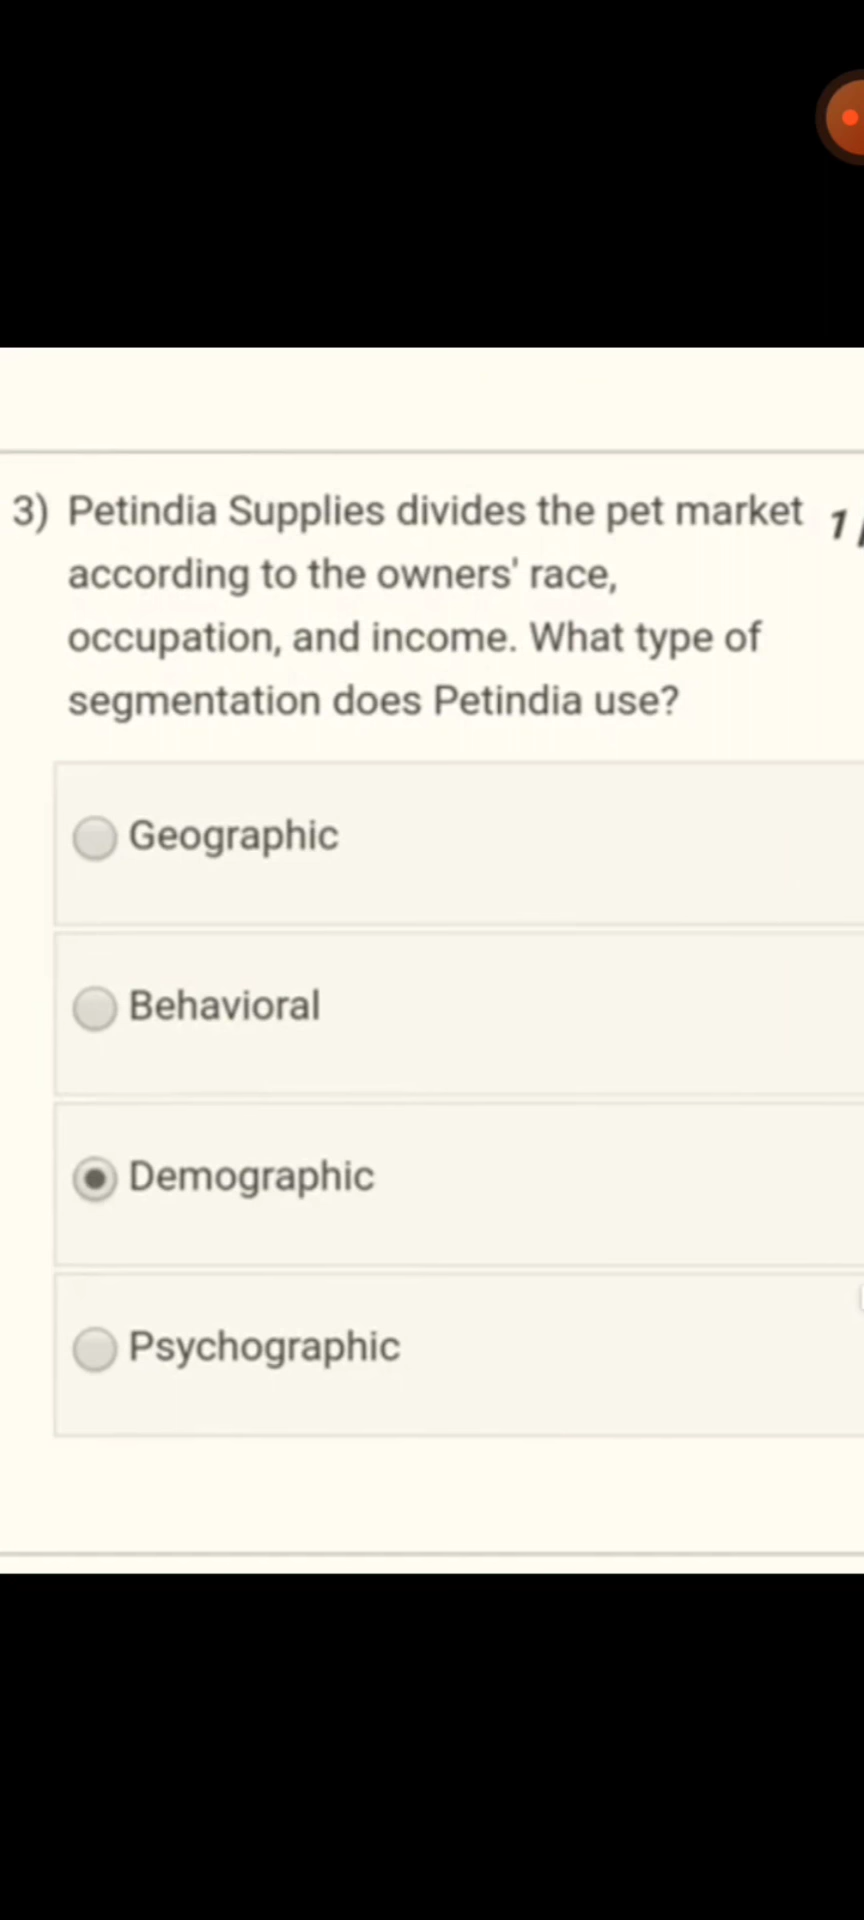 3) Petindia Supplies divides the pet market 1
according to the owners' race,
occupation, and income. What type of
segmentation does Petindia use?
Geographic
Behavioral
Demographic
Psychographic